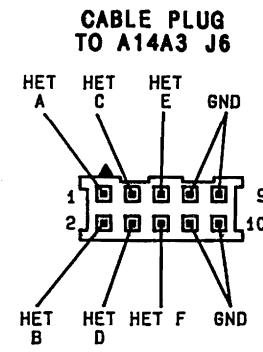 CABLE PLUG
TO A14A3 J6
HET A
HET C
HET E
GND
1
9
2
10
HET B
HET D
HET F
GND